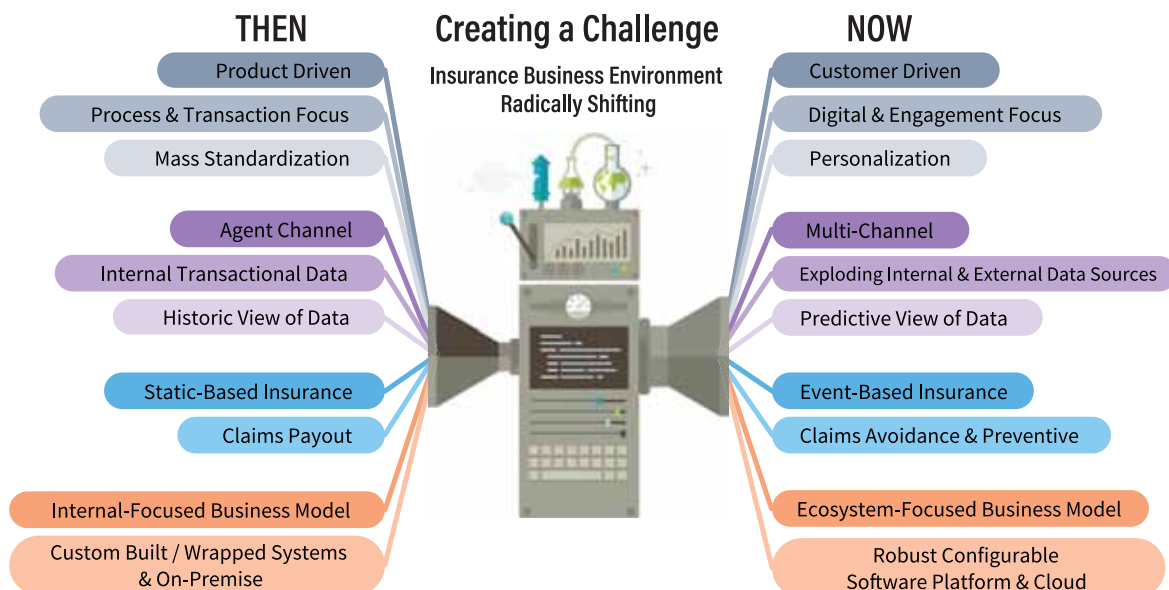 THEN
Creating a Challenge
NOW
Insurance Business Environment
Radically Shifting
Product Driven
Process & Transaction Focus
Mass Standardization
Agent Channel
Internal Transactional Data
Historic View of Data
Static-Based Insurance
Claims Payout
Internal-Focused Business Model
Custom Built / Wrapped Systems
& On-Premise
Customer Driven
Digital & Engagement Focus
Personalization
Multi-Channel
Exploding Internal & External Data Sources
Predictive View of Data
Event-Based Insurance
Claims Avoidance & Preventive
Ecosystem-Focused Business Model
Robust Configurable
Software Platform & Cloud